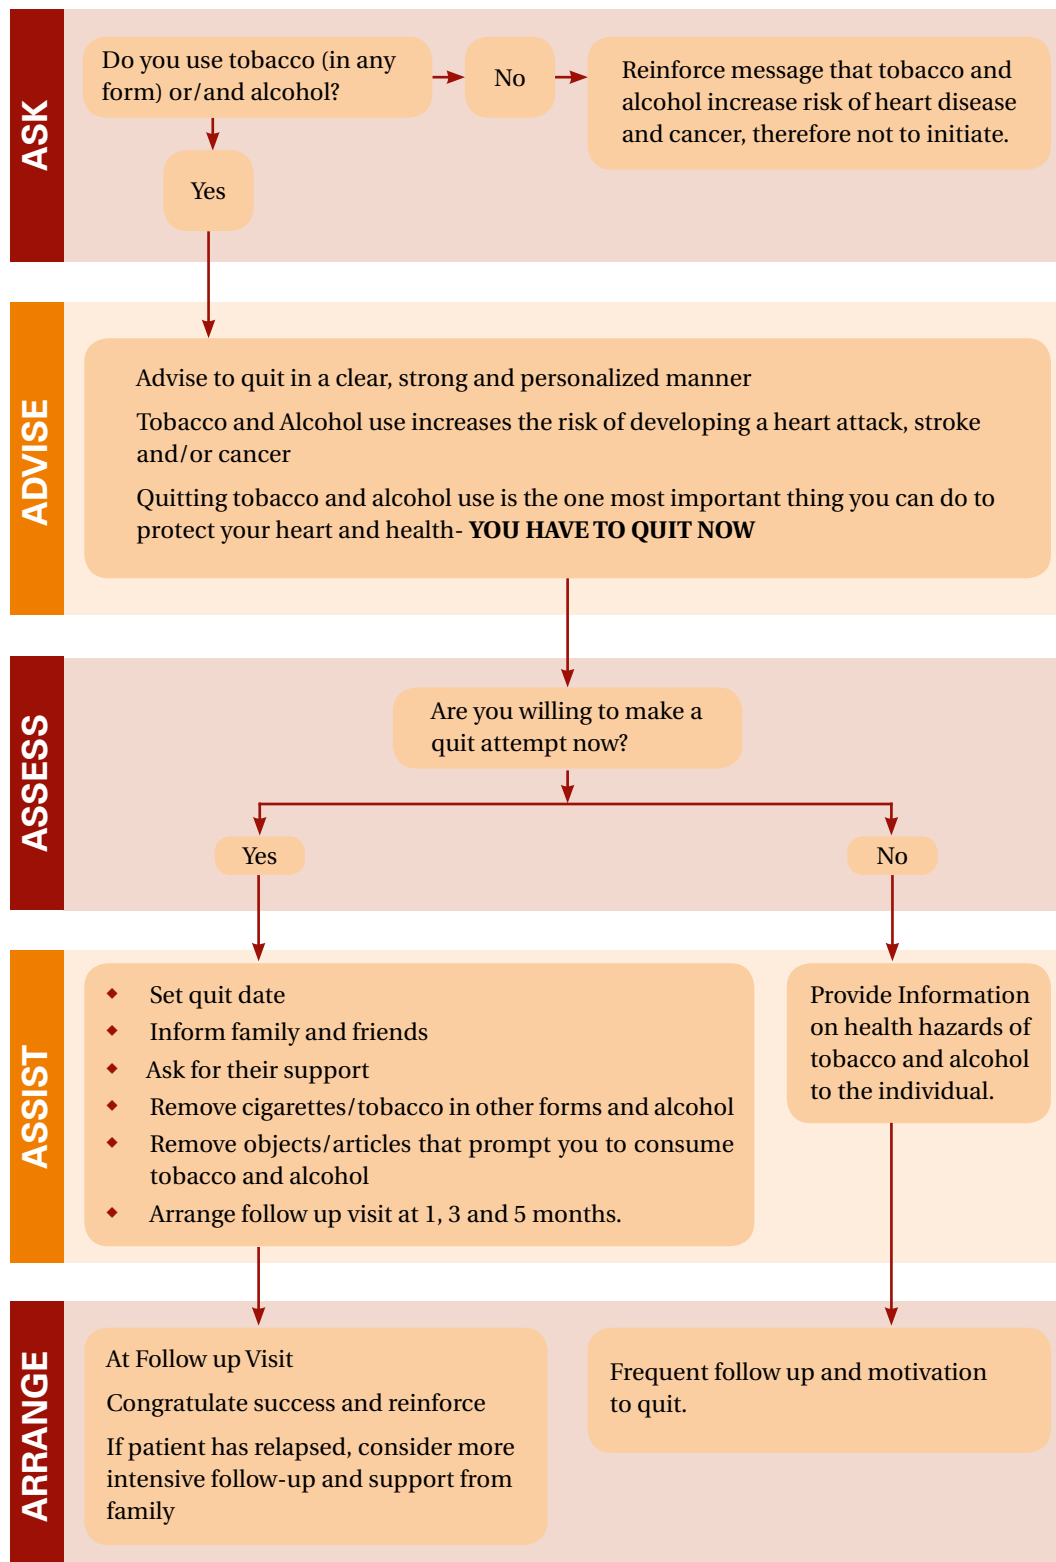 ASK
Do you use tobacco (in any
form) or/and alcohol?
No
Reinforce message that tobacco and
alcohol increase risk of heart disease
and cancer, therefore not to initiate.
Yes
ADVISE
Advise to quit in a clear, strong and personalized manner
Tobacco and Alcohol use increases the risk of developing a heart attack, stroke
and/or cancer
Quitting tobacco and alcohol use is the one most important thing you can do to
protect your heart and health- YOU HAVE TO QUIT NOW
ASSESS
Are you willing to make a
quit attempt now?
Yes
No
ASSIST
◆ Set quit date
◆ Inform family and friends
◆ Ask for their support
◆ Remove cigarettes/tobacco in other forms and alcohol
◆ Remove objects/articles that prompt you to consume
tobacco and alcohol
◆ Arrange follow up visit at 1, 3 and 5 months.
Provide Information
on health hazards of
tobacco and alcohol
to the individual.
ARRANGE
At Follow up Visit
Congratulate success and reinforce
If patient has relapsed, consider more
intensive follow-up and support from
family
Frequent follow up and motivation
to quit.